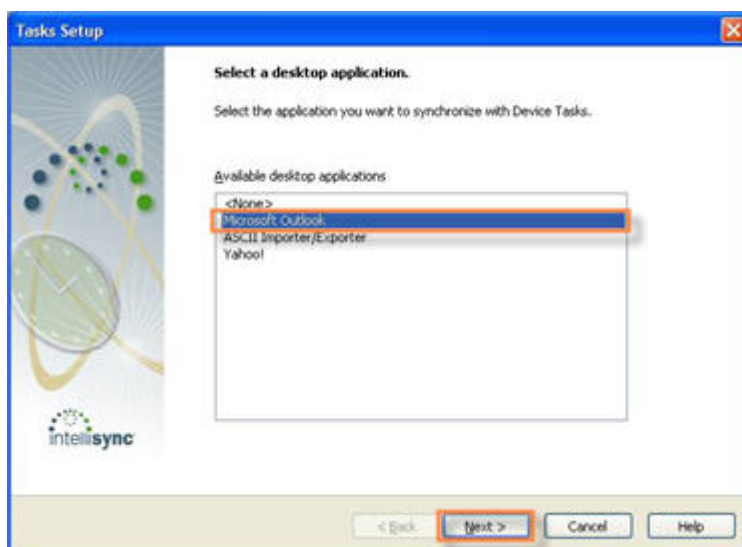 Tasks Setup
Select a desktop application.
Select the application you want to synchronize with Device Tasks.
Available desktop applications
<None>
Microsoft Outlook
ASCII Importer/Exporter
Yahoo!
intellisync
< Back
Next >
Cancel
Help